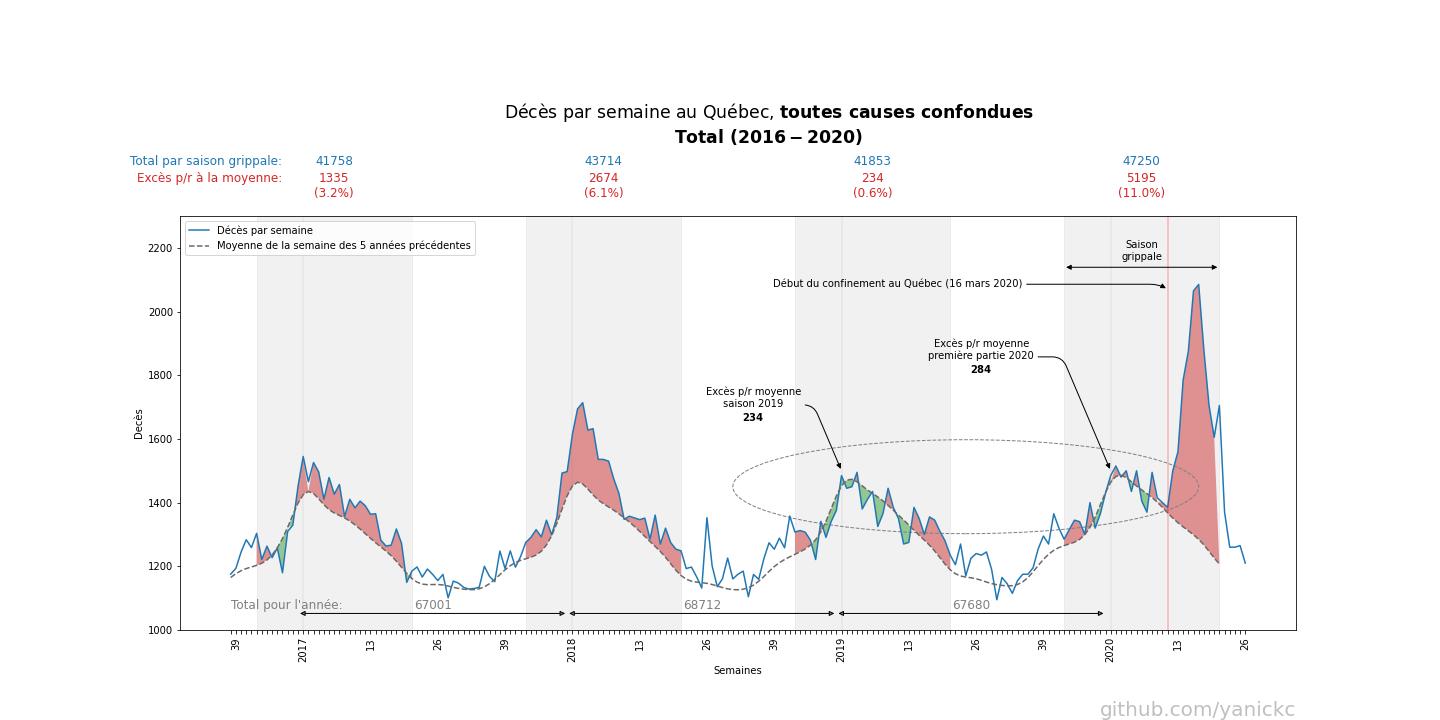 Décès par semaine au Québec, toutes causes confondues
Total (2016 – 2020)
Total par saison grippale: 41758 43714 41853 47250
Excès p/r à la moyenne: 1335 2674 234 5195
(3.2%) (6.1%) (0.6%) (11.0%)
Décès par semaine
Moyenne de la semaine des 5 années précédentes
Saison
grippale
Début du confinement au Québec (16 mars 2020)
Excès p/r moyenne
première partie 2020
284
Excès p/r moyenne
saison 2019
234
2200
2000
1800
1600
1400
1200
1000
Decès
Total pour l'année: 67001 68712 67680
39 2017 13 26 39 2018 13 26 39 2019 13 26 39 2020 13 26
Semaines
github.com/yanickc